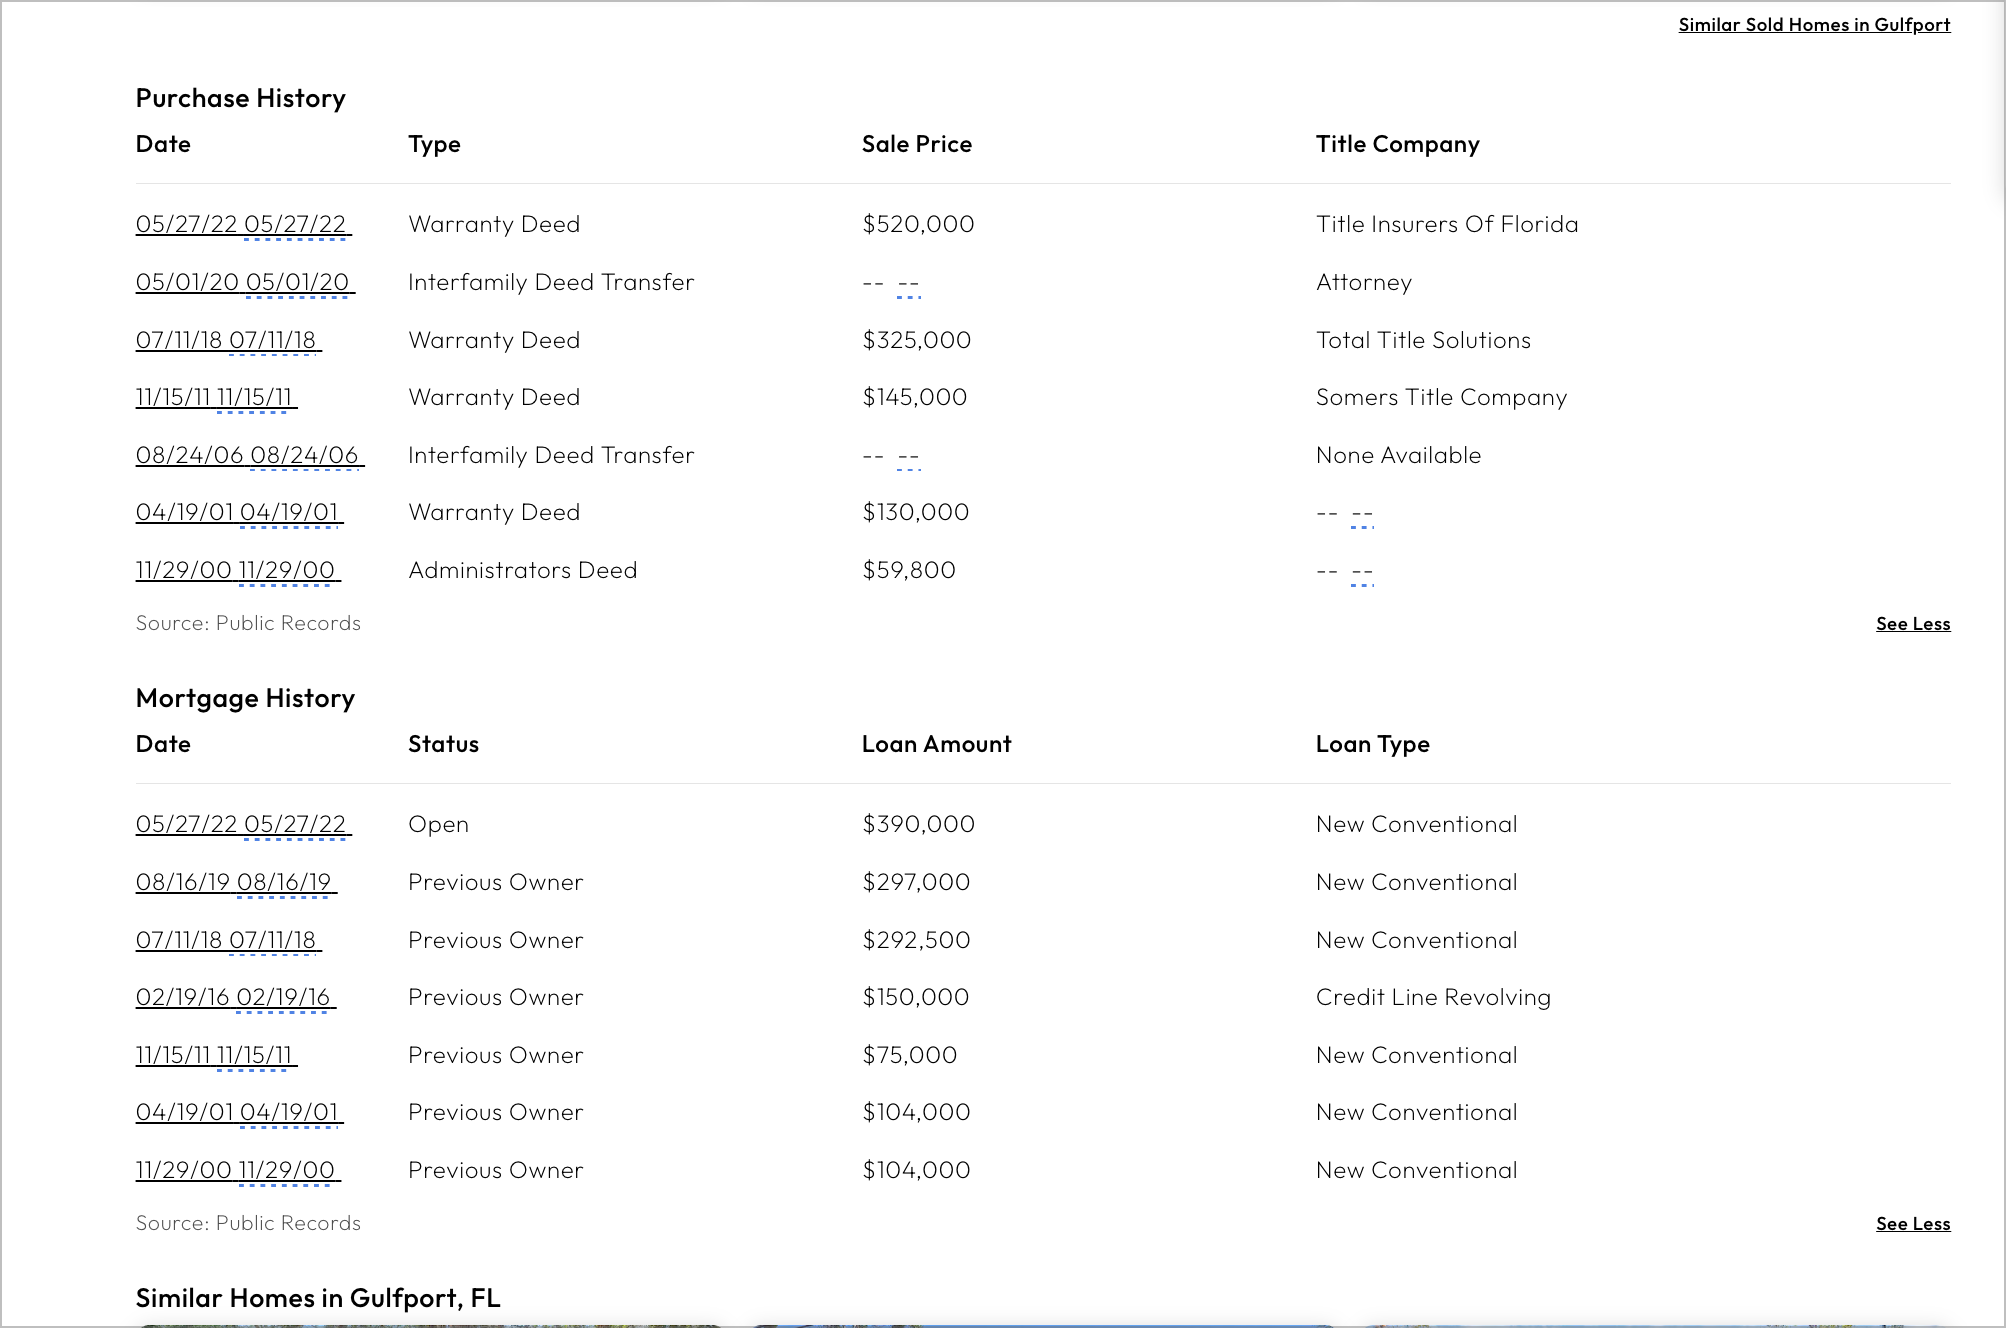 Similar Sold Homes in Gulfport
Purchase History
Date Type Sale Price Title Company
05/27/22 05/27/22 Warranty Deed $520,000 Title Insurers Of Florida
05/01/20 05/01/20 Interfamily Deed Transfer -- -- Attorney
07/11/18 07/11/18 Warranty Deed $325,000 Total Title Solutions
11/15/11 11/15/11 Warranty Deed $145,000 Somers Title Company
08/24/06 08/24/06 Interfamily Deed Transfer -- -- None Available
04/19/01 04/19/01 Warranty Deed $130,000 -- --
11/29/00 11/29/00 Administrators Deed $59,800 -- --
Source: Public Records See Less
Mortgage History
Date Status Loan Amount Loan Type
05/27/22 05/27/22 Open $390,000 New Conventional
08/16/19 08/16/19 Previous Owner $297,000 New Conventional
07/11/18 07/11/18 Previous Owner $292,500 New Conventional
02/19/16 02/19/16 Previous Owner $150,000 Credit Line Revolving
11/15/11 11/15/11 Previous Owner $75,000 New Conventional
04/19/01 04/19/01 Previous Owner $104,000 New Conventional
11/29/00 11/29/00 Previous Owner $104,000 New Conventional
Source: Public Records See Less
Similar Homes in Gulfport, FL